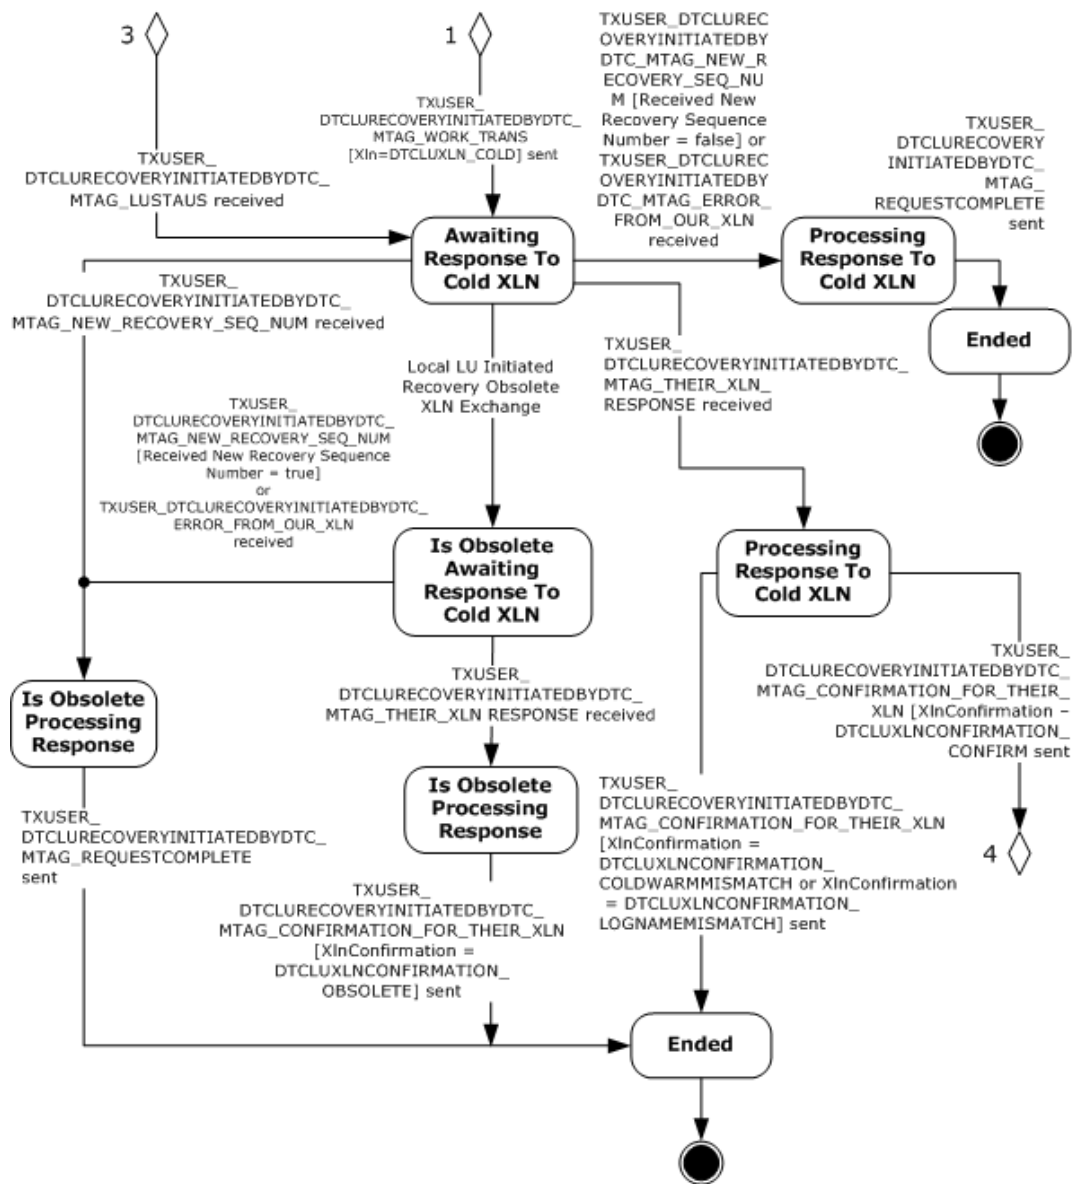 3
1
TXUSER_
DTCLURECOVERYINITIATEDBYDTC_
MTAG_WORK_TRANS
[Xln=DTCLUXLN_COLD] sent
TXUSER_DTCLUREC
OVERYINITIATEDBY
DTC_MTAG_NEW_R
ECOVERY_SEQ_NU
M [Received New
Recovery Sequence
Number = false] or
TXUSER_DTCLUREC
OVERYINITIATEDBY
DTC_MTAG_ERROR_
FROM_OUR_XLN
received
TXUSER_
DTCLURECOVERY
INITIATEDBYDTC_
MTAG_
REQUESTCOMPLETE
sent
TXUSER_
DTCLURECOVERYINITIATEDBYDTC_
MTAG_LUSTAUS received
Awaiting
Response To
Cold XLN
Processing
Response To
Cold XLN
Ended
TXUSER_
DTCLURECOVERYINITIATEDBYDTC_
MTAG_NEW_RECOVERY_SEQ_NUM received
Local LU Initiated
Recovery Obsolete
XLN Exchange
TXUSER_
DTCLURECOVERYINITIATEDBYDTC_
MTAG_THEIR_XLN_
RESPONSE received
TXUSER_
DTCLURECOVERYINITIATEDBYDTC_
MTAG_NEW_RECOVERY_SEQ_NUM
[Received New Recovery Sequence
Number = true]
or
TXUSER_DTCLURECOVERYINITIATEDBYDTC_
ERROR_FROM_OUR_XLN
received
Is Obsolete
Awaiting
Response To
Cold XLN
Processing
Response To
Cold XLN
TXUSER_
DTCLURECOVERYINITIATEDBYDTC_
MTAG_THEIR_XLN RESPONSE received
TXUSER_
DTCLURECOVERYINITIATEDBYDTC_
MTAG_CONFIRMATION_FOR_THEIR_
XLN [XlnConfirmation –
DTCLUXLNCONFIRMATION_
CONFIRM sent
Is Obsolete
Processing
Response
Is Obsolete
Processing
Response
TXUSER_
DTCLURECOVERYINITIATEDBYDTC_
MTAG_REQUESTCOMPLETE
sent
TXUSER_
DTCLURECOVERYINITIATEDBYDTC_
MTAG_CONFIRMATION_FOR_THEIR_XLN
[XlnConfirmation =
DTCLUXLNCONFIRMATION_
COLDWARMMISMATCH or XlnConfirmation
= DTCLUXLNCONFIRMATION_
LOGNAMEMISMATCH] sent
4
TXUSER_
DTCLURECOVERYINITIATEDBYDTC_
MTAG_CONFIRMATION_FOR_THEIR_XLN
[XlnConfirmation =
DTCLUXLNCONFIRMATION_
OBSOLETE] sent
Ended